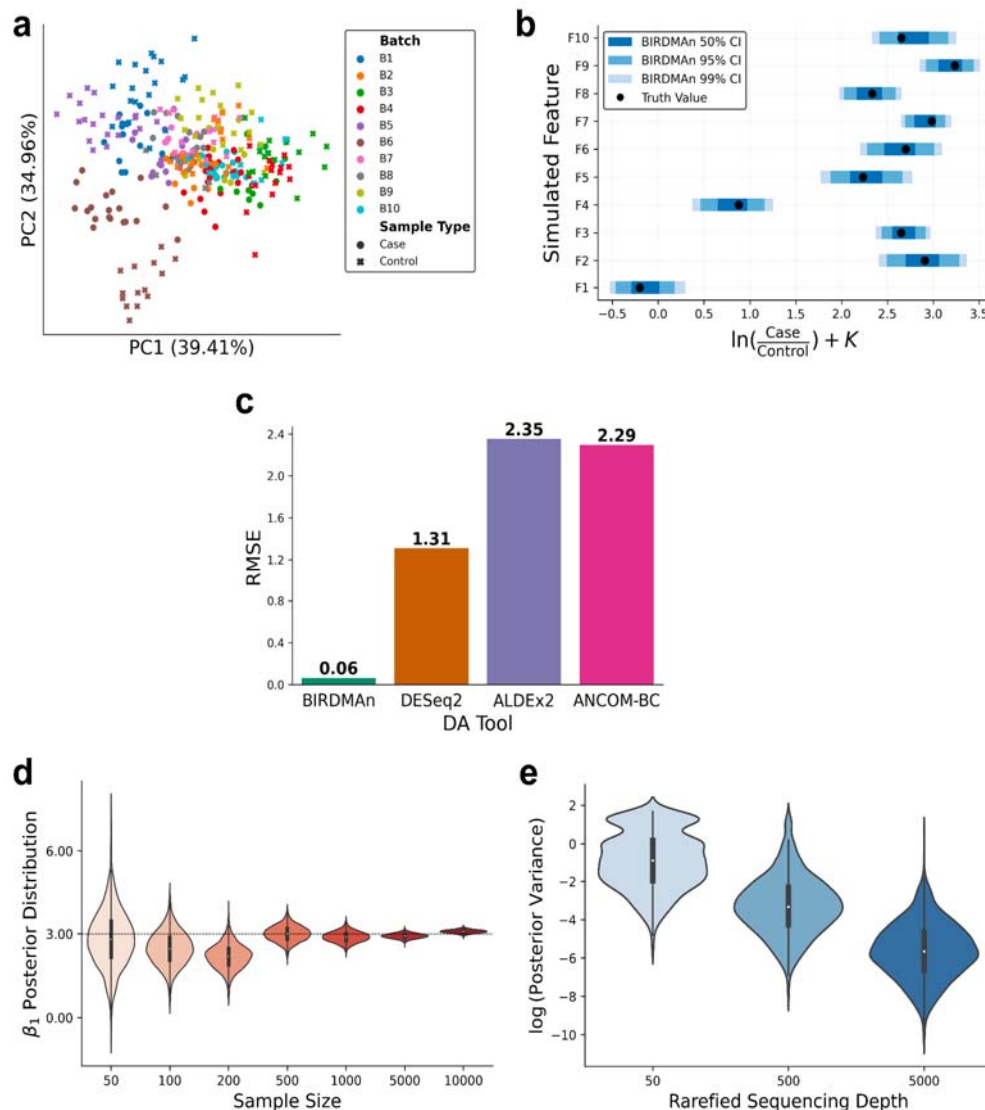 a
PC2 (34.96%)
PC1 (39.41%)
Batch
B1
B2
B3
B4
B5
B6
B7
B8
B9
B10
Sample Type
Case
Control
b
Simulated Feature
F10
F9
F8
F7
F6
F5
F4
F3
F2
F1
BIRDMAn 50% CI
BIRDMAn 95% CI
BIRDMAn 99% CI
Truth Value
−0.5 0.0 0.5 1.0 1.5 2.0 2.5 3.0 3.5
ln(Case/Control) + K
c
RMSE
2.4
2.0
1.6
1.2
0.8
0.4
0.0
0.06
1.31
2.35
2.29
BIRDMAn DESeq2 ALDEx2 ANCOM-BC
DA Tool
d
β1 Posterior Distribution
6.00
3.00
0.00
50 100 200 500 1000 5000 10000
Sample Size
e
log(Posterior Variance)
2
0
−2
−4
−6
−8
−10
50 500 5000
Rarefied Sequencing Depth